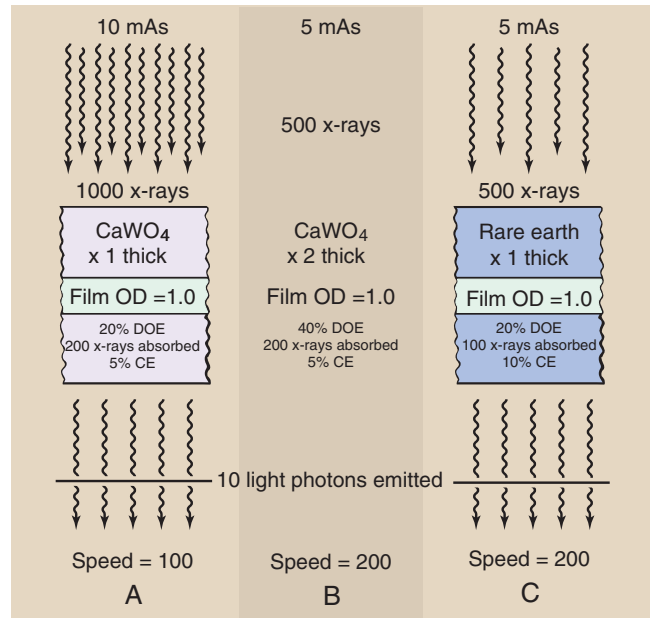 10 mAs
1000 x-rays
CaWO₄
x 1 thick
Film OD =1.0
20% DOE
200 x-rays absorbed
5% CE
Speed = 100
A
5 mAs
500 x-rays
CaWO₄
x 2 thick
Film OD =1.0
40% DOE
200 x-rays absorbed
5% CE
10 light photons emitted
Speed = 200
B
5 mAs
500 x-rays
Rare earth
x 1 thick
Film OD =1.0
20% DOE
100 x-rays absorbed
10% CE
Speed = 200
C